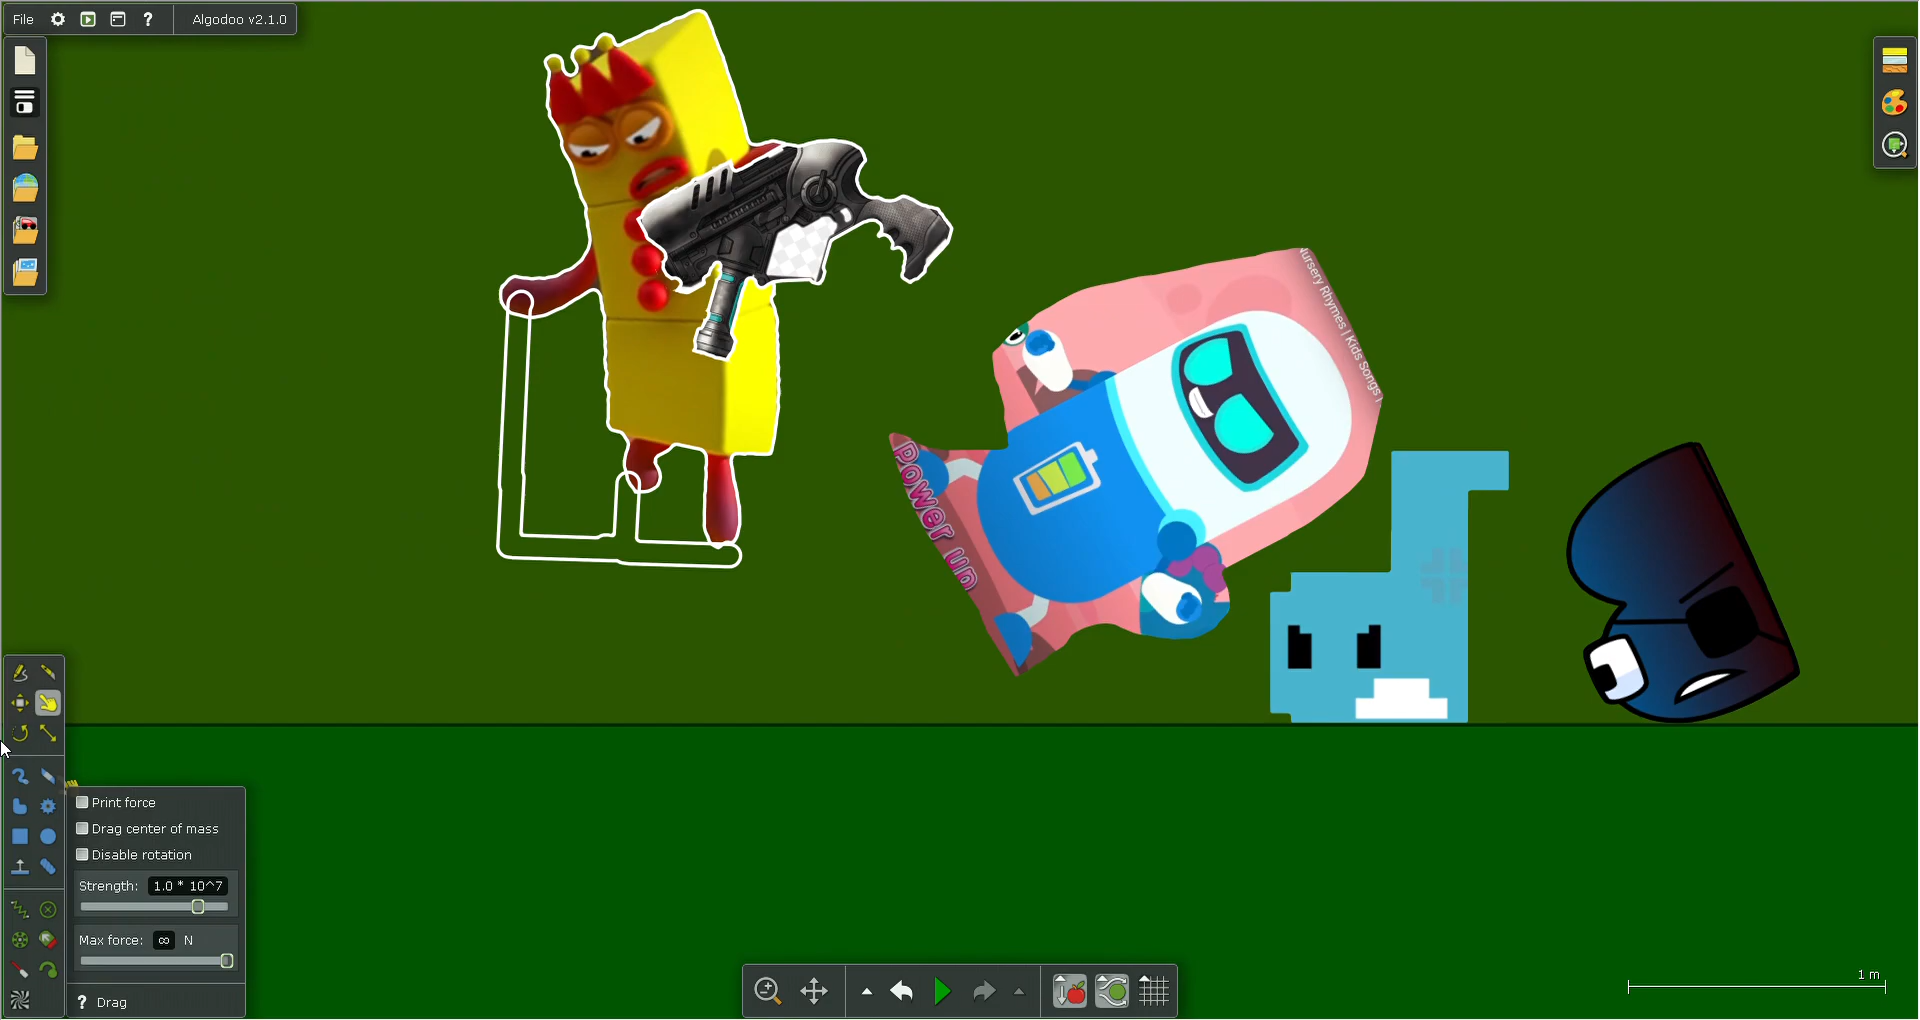 File
?
Algodoo v2.1.0
Nursery Rhymes | Kids Songs |
Power Up
Print force
Drag center of mass
Disable rotation
Strength: 1.0 * 10^7
Max force: ∞ N
? Drag
1 m